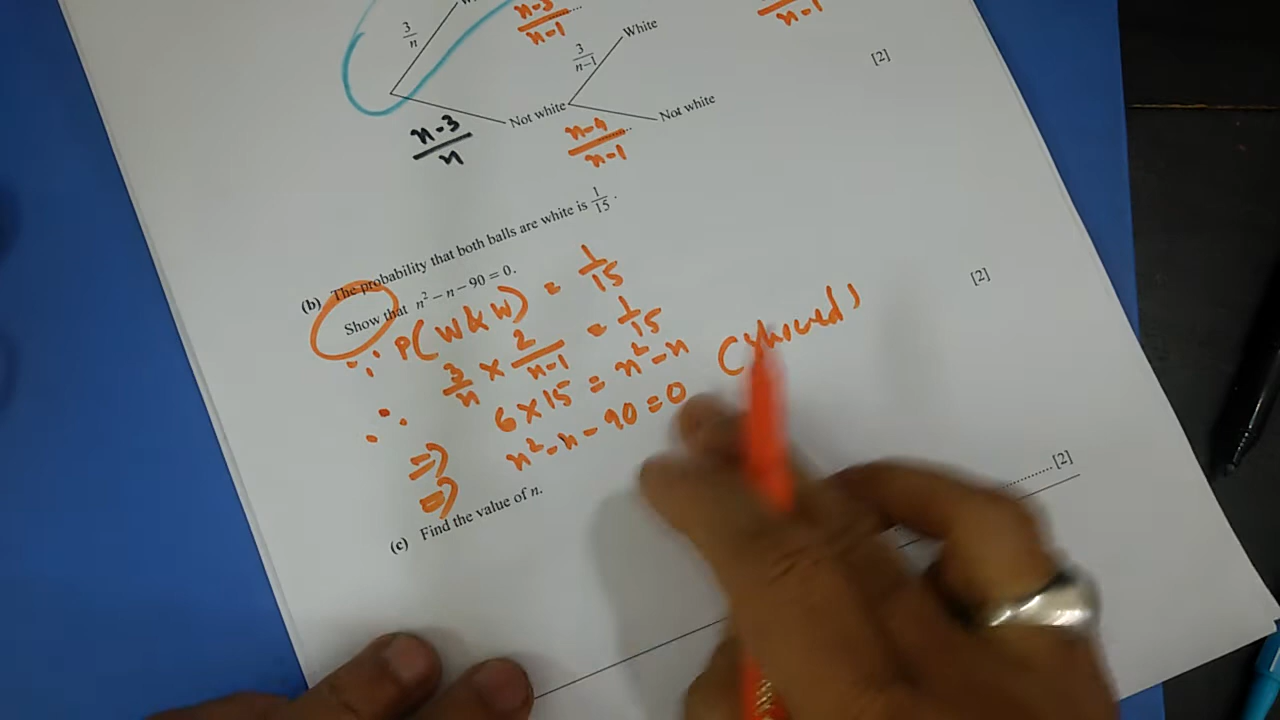 3/n
n-3/n-1
n-1
3/n-1 White
[2]
Not white
Not white
n-3/n
n-4/n-1
(b) The probability that both balls are white is 1/15.
Show that n² – n – 90 = 0.
[2]
∴ P(W & W) = 1/15
∴ 3/n × 2/n-1 = 1/15
⇒ 6×15 = n²-n
⇒ n²-n-90=0
(c) Find the value of n.
[2]